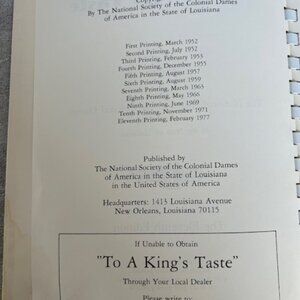 By The National Society of the Colonial Dames
of America in the State of Louisiana
First Printing, March 1952
Second Printing, July 1952
Third Printing, February 1953
Fourth Printing, December 1955
Fifth Printing, August 1957
Sixth Printing, August 1959
Seventh Printing, March 1963
Eighth Printing, May 1966
Ninth Printing, June 1969
Tenth Printing, November 1971
Eleventh Printing, February 1977
Published by
The National Society of the Colonial Dames
of America in the State of Louisiana
in the United States of America
Headquarters: 1413 Louisiana Avenue
New Orleans, Louisiana 70115
If Unable to Obtain
"To A King's Taste"
Through Your Local Dealer
Please write to